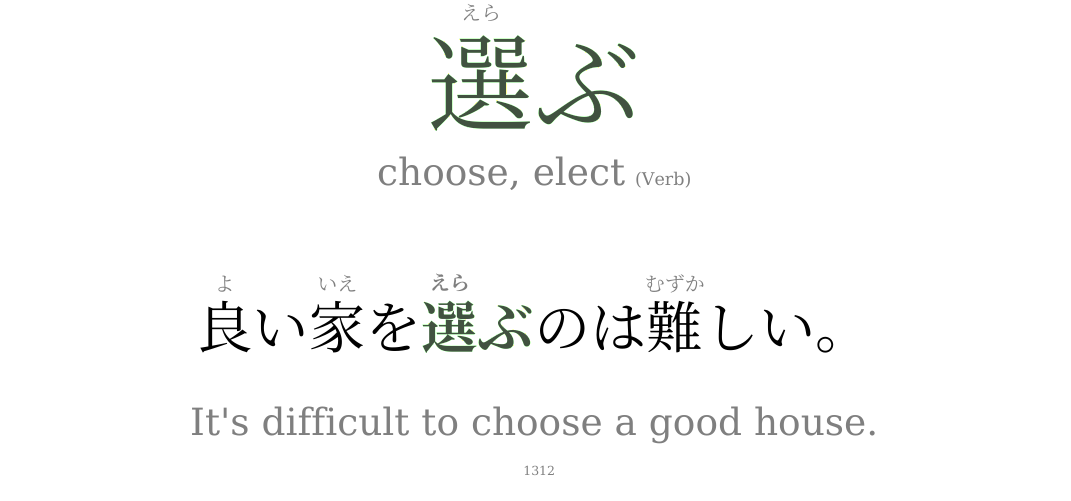 えら
選ぶ
choose, elect (Verb)
よ いえ えら むずか
良い家を選ぶのは難しい。
It's difficult to choose a good house.
1312